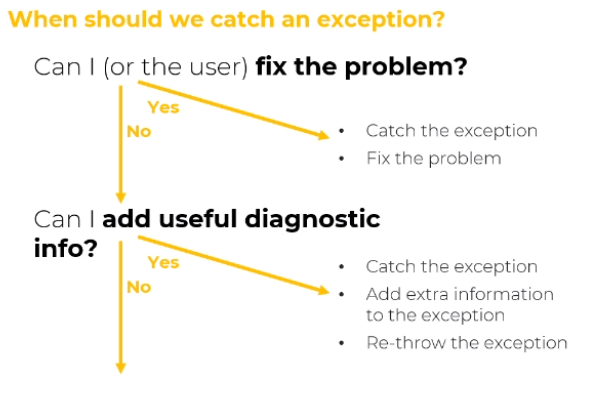 When should we catch an exception?
Can I (or the user) fix the problem?
Yes
No
• Catch the exception
• Fix the problem
Can I add useful diagnostic
info?
Yes
No
• Catch the exception
• Add extra information
to the exception
• Re-throw the exception